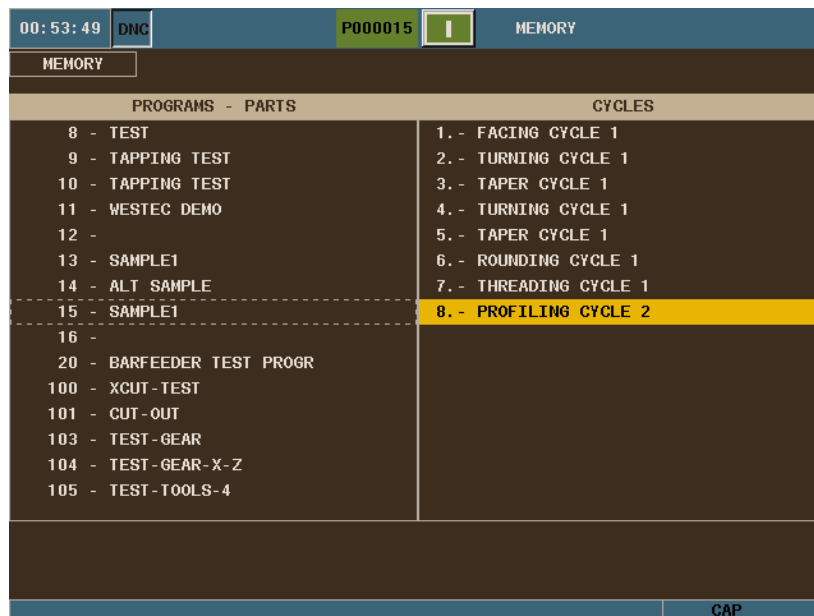 00:53:49 DNC P000015 I MEMORY
MEMORY
PROGRAMS - PARTS
8 - TEST
9 - TAPPING TEST
10 - TAPPING TEST
11 - WESTEC DEMO
12 -
13 - SAMPLE1
14 - ALT SAMPLE
15 - SAMPLE1
16 -
20 - BARFEEDER TEST PROGR
100 - XCUT-TEST
101 - CUT-OUT
103 - TEST-GEAR
104 - TEST-GEAR-X-Z
105 - TEST-TOOLS-4
CYCLES
1.- FACING CYCLE 1
2.- TURNING CYCLE 1
3.- TAPER CYCLE 1
4.- TURNING CYCLE 1
5.- TAPER CYCLE 1
6.- ROUNDING CYCLE 1
7.- THREADING CYCLE 1
8.- PROFILING CYCLE 2
CAP